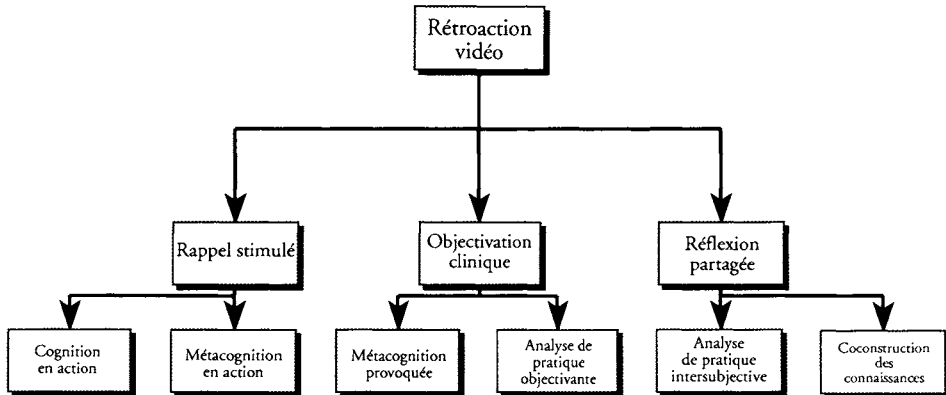 Rétroaction
vidéo
Rappel stimulé
Objectivation
clinique
Réflexion
partagée
Cognition
en action
Métacognition
en action
Métacognition
provoquée
Analyse de
pratique
objectivante
Analyse
de pratique
intersubjective
Coconstruction
des
connaissances